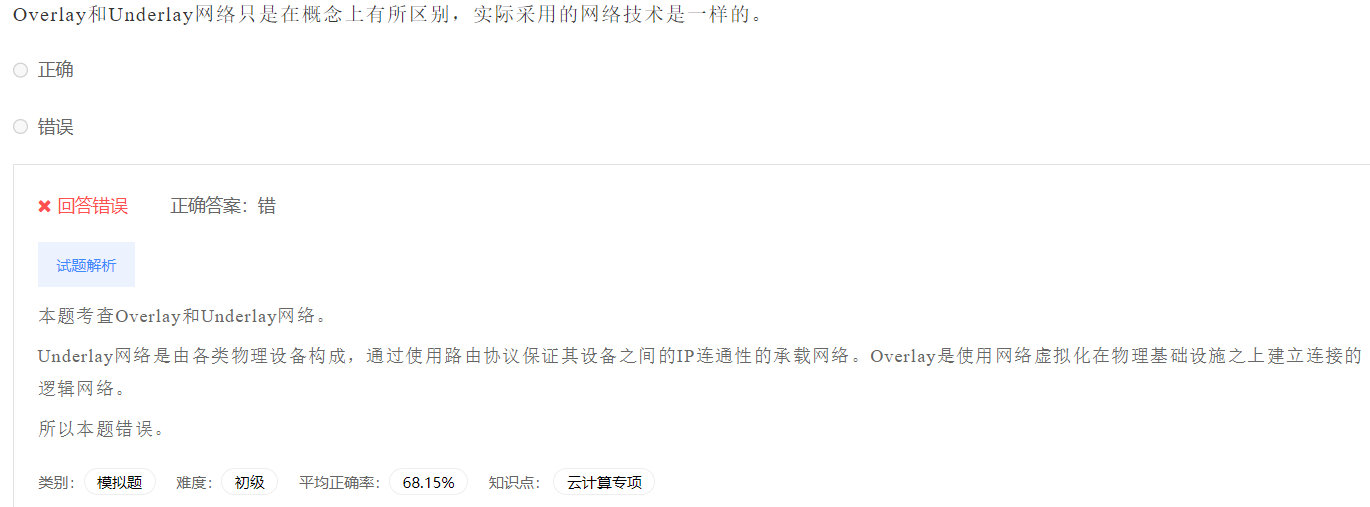 Overlay和Underlay网络只是在概念上有所区别，实际采用的网络技术是一样的。
正确
错误
回答错误 正确答案：错
试题解析
本题考查Overlay和Underlay网络。
Underlay网络是由各类物理设备构成，通过使用路由协议保证其设备之间的IP连通性的承载网络。Overlay是使用网络虚拟化在物理基础设施之上建立连接的
逻辑网络。
所以本题错误。
类别： 模拟题 难度： 初级 平均正确率： 68.15% 知识点： 云计算专项